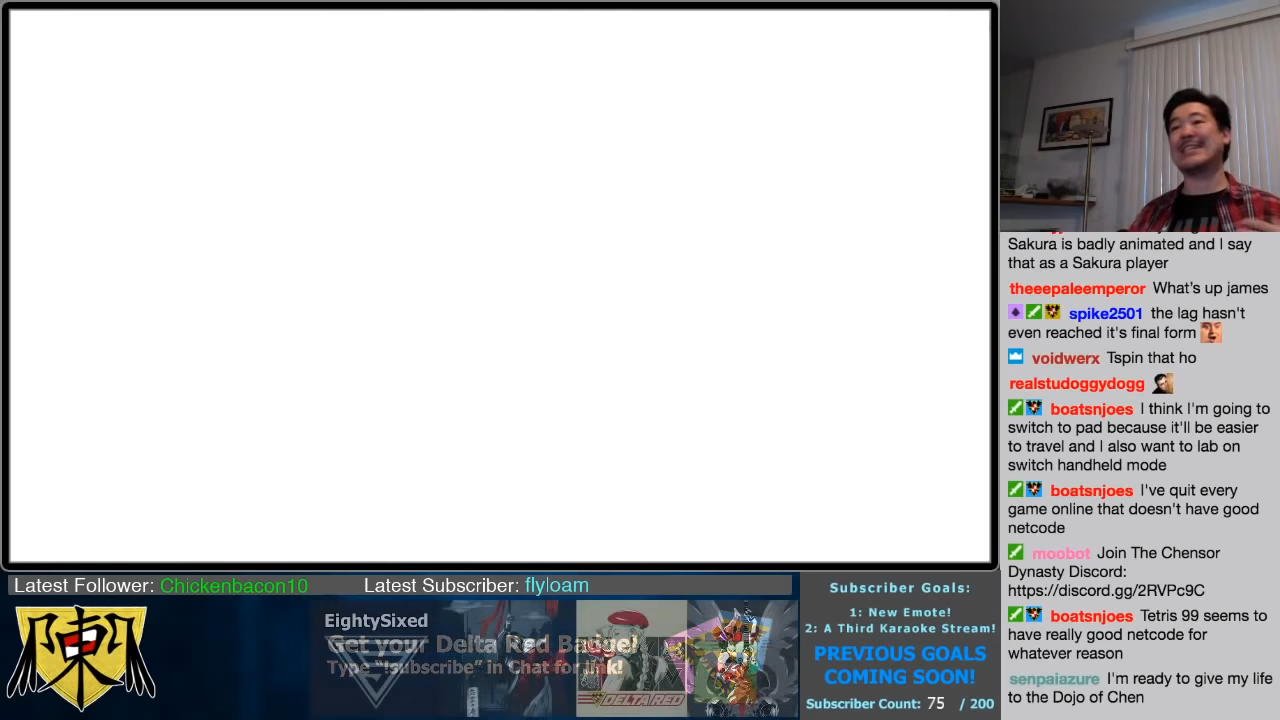 Sakura is badly animated and I say
that as a Sakura player
theeepaleemperor What's up james
spike2501 the lag hasn't
even reached it's final form
voidwerx Tspin that ho
realstudoggydogg
boatsnjoes I think I'm going to
switch to pad because it'll be easier
to travel and I also want to lab on
switch handheld mode
boatsnjoes I've quit every
game online that doesn't have good
netcode
moobot Join The Chensor
Dynasty Discord:
https://discord.gg/2RVPc9C
boatsnjoes Tetris 99 seems to
have really good netcode for
whatever reason
senpaiazure I'm ready to give my life
to the Dojo of Chen
Latest Follower: Chickenbacon10 Latest Subscriber: flyloam
EightySixed
Get your Delta Red Badge!
Type "!subscribe" in Chat for link!
DELTA RED
Subscriber Goals:
1: New Emote!
2: A Third Karaoke Stream!
PREVIOUS GOALS
COMING SOON!
Subscriber Count: 75 / 200